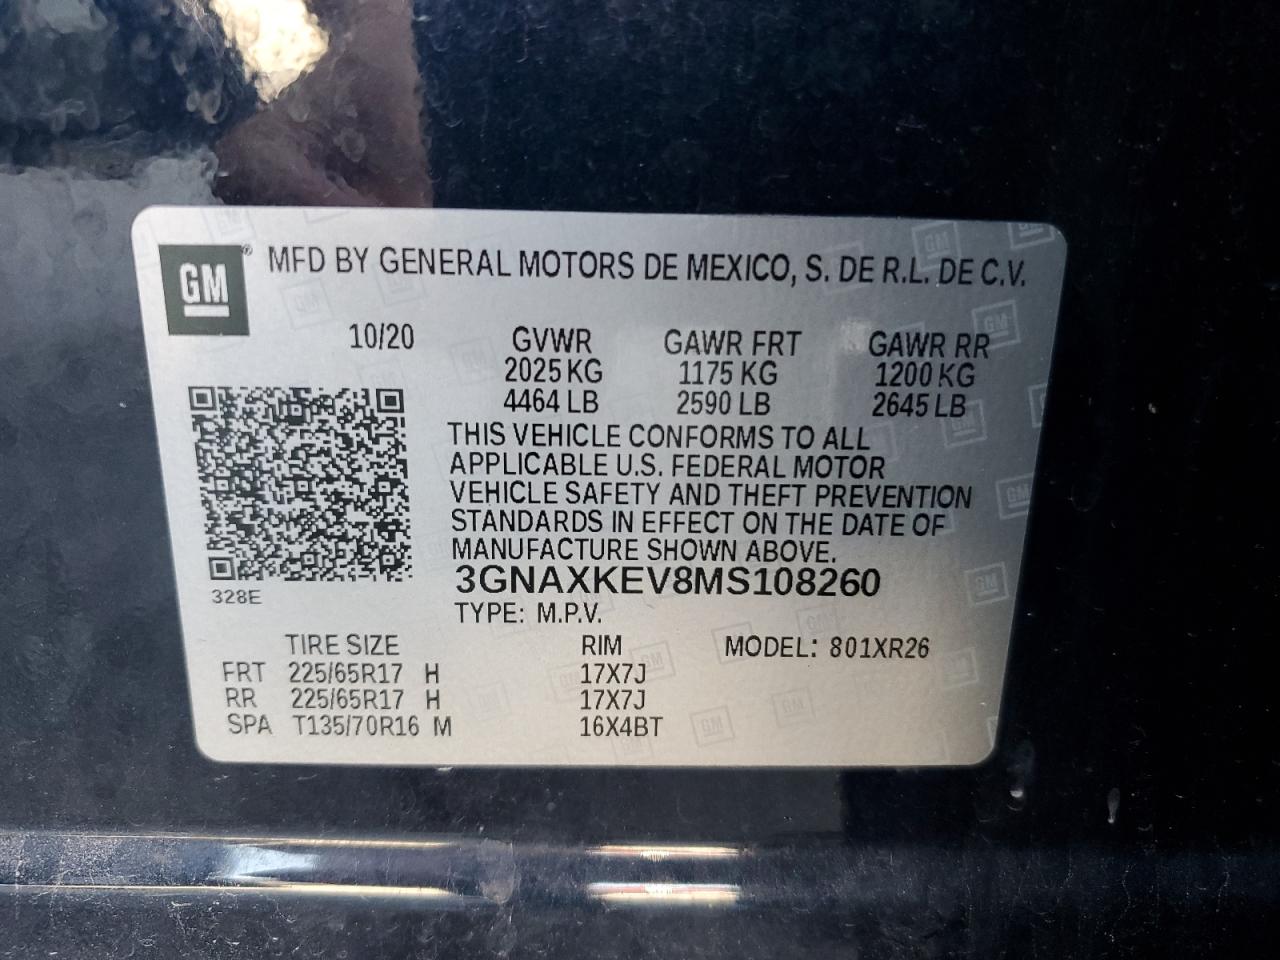 GM® MFD BY GENERAL MOTORS DE MEXICO, S. DE R.L. DE C.V.
10/20 GVWR GAWR FRT GAWR RR
2025 KG 1175 KG 1200 KG
4464 LB 2590 LB 2645 LB
THIS VEHICLE CONFORMS TO ALL
APPLICABLE U.S. FEDERAL MOTOR
VEHICLE SAFETY AND THEFT PREVENTION
STANDARDS IN EFFECT ON THE DATE OF
MANUFACTURE SHOWN ABOVE.
3GNAXKEV8MS108260
328E
TYPE: M.P.V.
TIRE SIZE RIM MODEL: 801XR26
FRT 225/65R17 H 17X7J
RR 225/65R17 H 17X7J
SPA T135/70R16 M 16X4BT